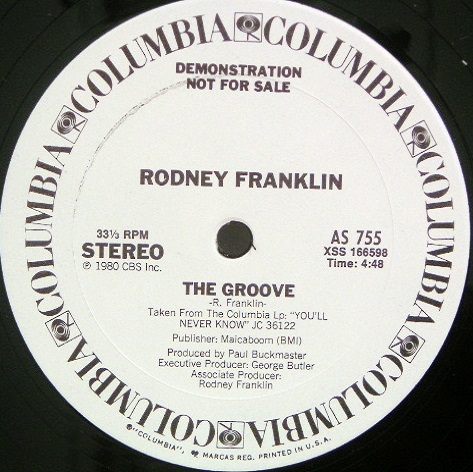 COLUMBIA COLUMBIA COLUMBIA COLUMBIA COLUMBIA COLUMBIA COLUMBIA
DEMONSTRATION
NOT FOR SALE
RODNEY FRANKLIN
33⅓ RPM
STEREO
℗ 1980 CBS Inc.
AS 755
XSS 166598
Time: 4:48
THE GROOVE
-R. Franklin-
Taken From The Columbia Lp: "YOU'LL
NEVER KNOW" JC 36122
Publisher: Maicaboom (BMI)
Produced by Paul Buckmaster
Executive Producer: George Butler
Associate Producer:
Rodney Franklin
®"COLUMBIA", MARCAS REG. PRINTED IN U.S.A.